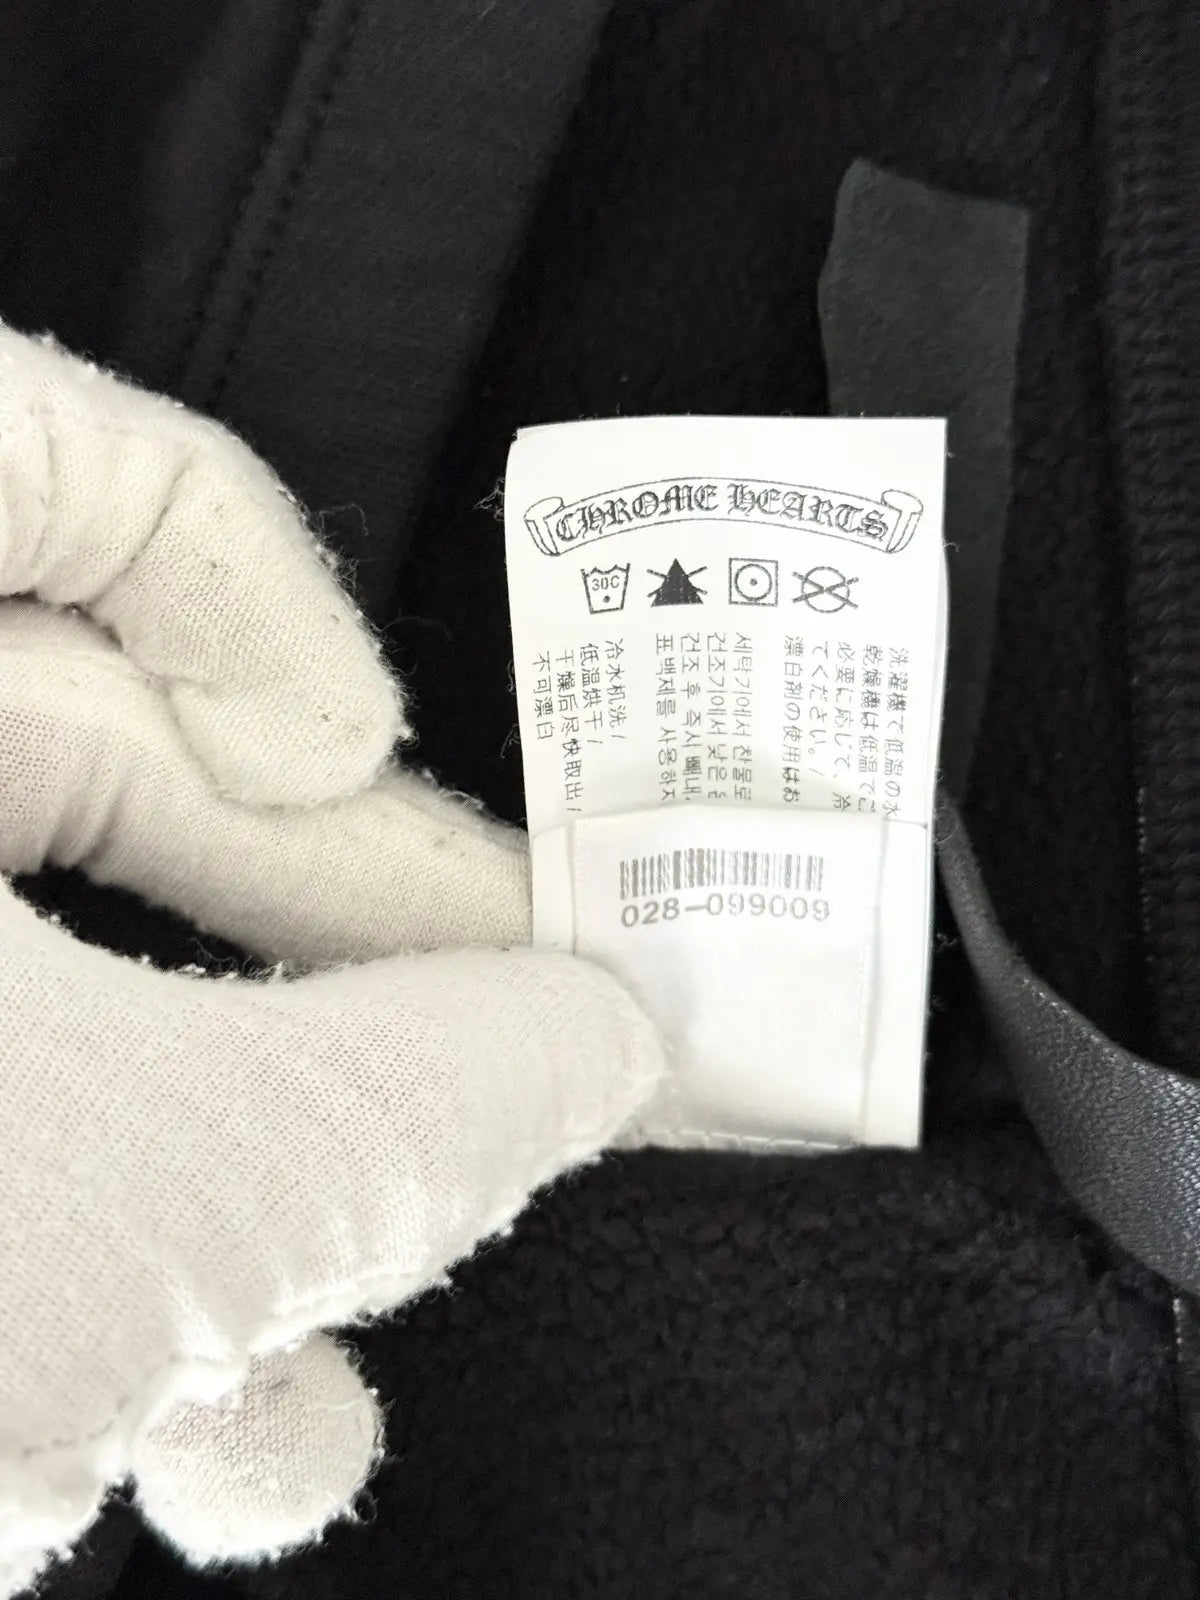 CHROME HEARTS
30C
洗濯機で低温の水
乾燥機は低温で
必要に応じて、冷
てください。/
漂白剤の使用はお
세탁기에서 찬물로
건조기에서 낮은
건조 후 즉시 빼내
표백제를 사용하지
冷水机洗/
低温烘干/
干燥后尽快取出/
不可漂白
028-099009